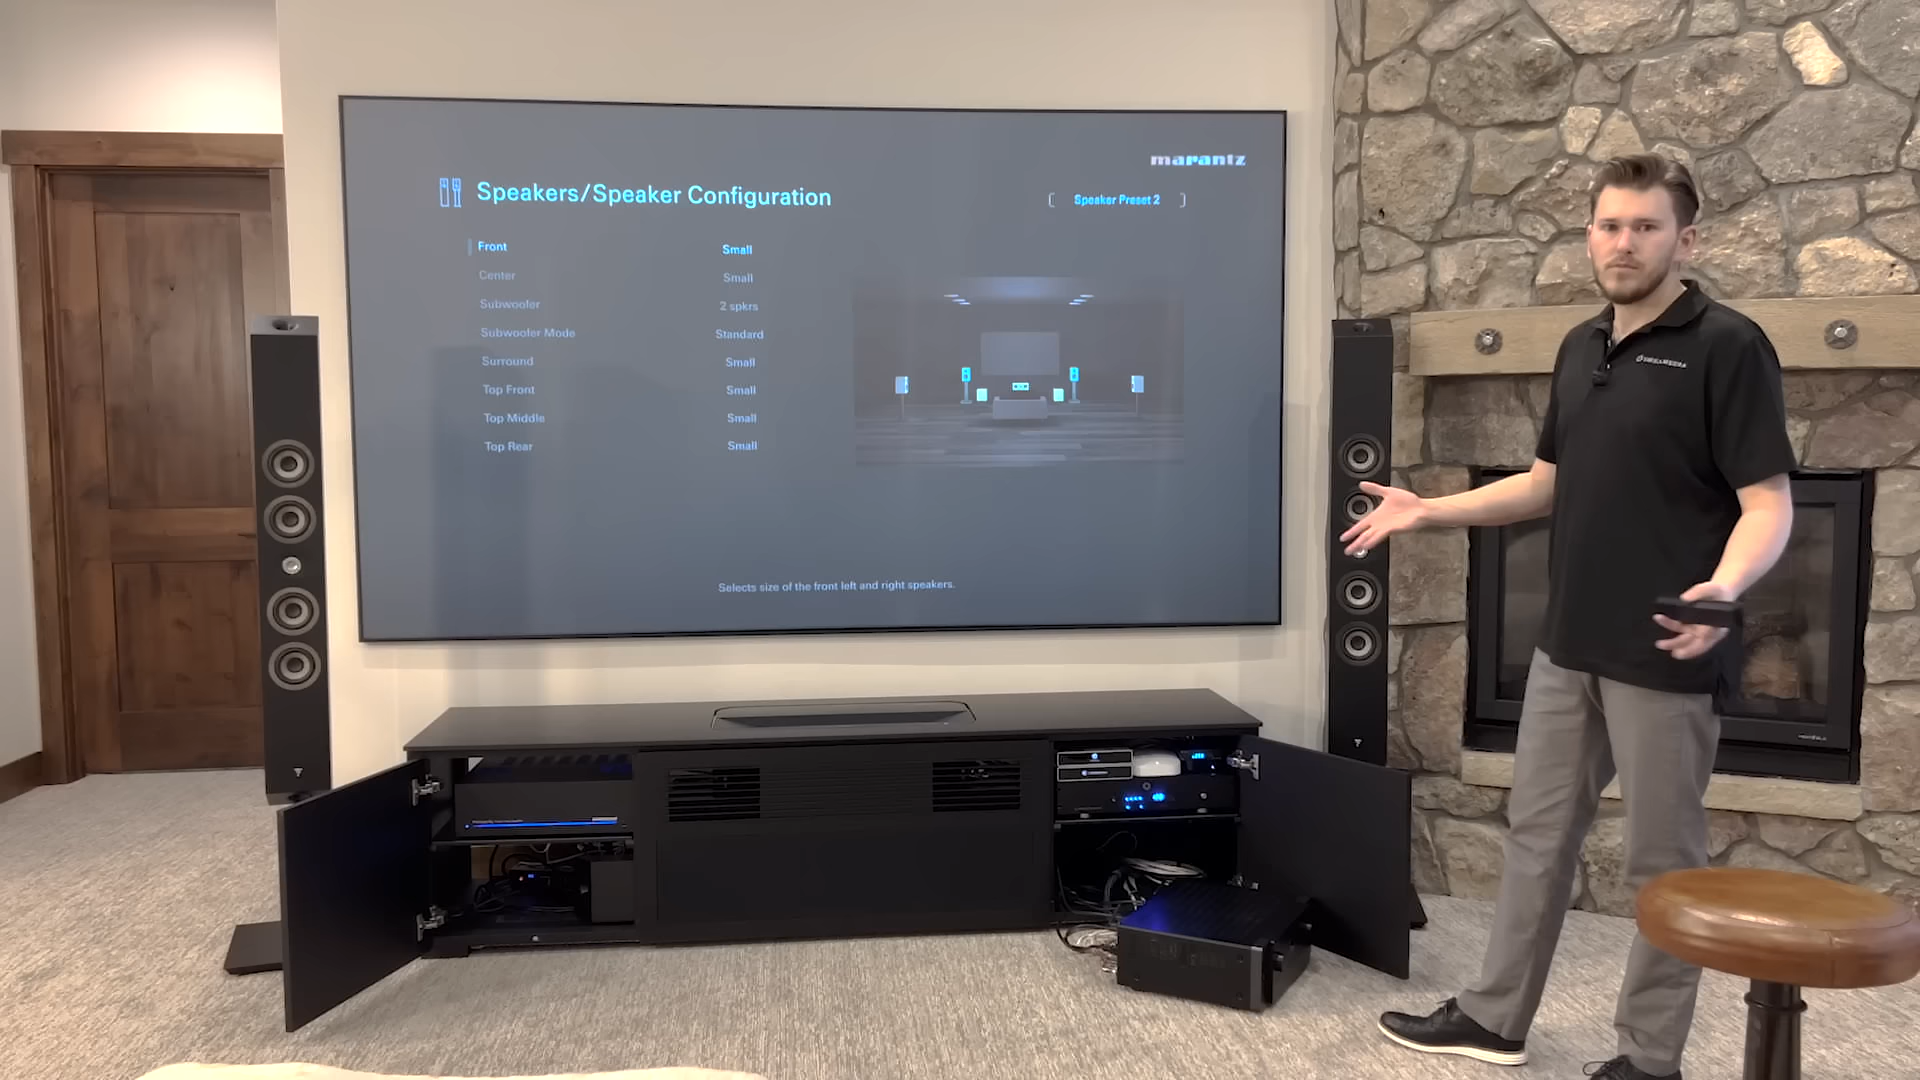 marantz
Speakers/Speaker Configuration
[ Speaker Preset 2 ]
Front Small
Center Small
Subwoofer 2 spkrs
Subwoofer Mode Standard
Surround Small
Top Front Small
Top Middle Small
Top Rear Small
Selects size of the front left and right speakers.